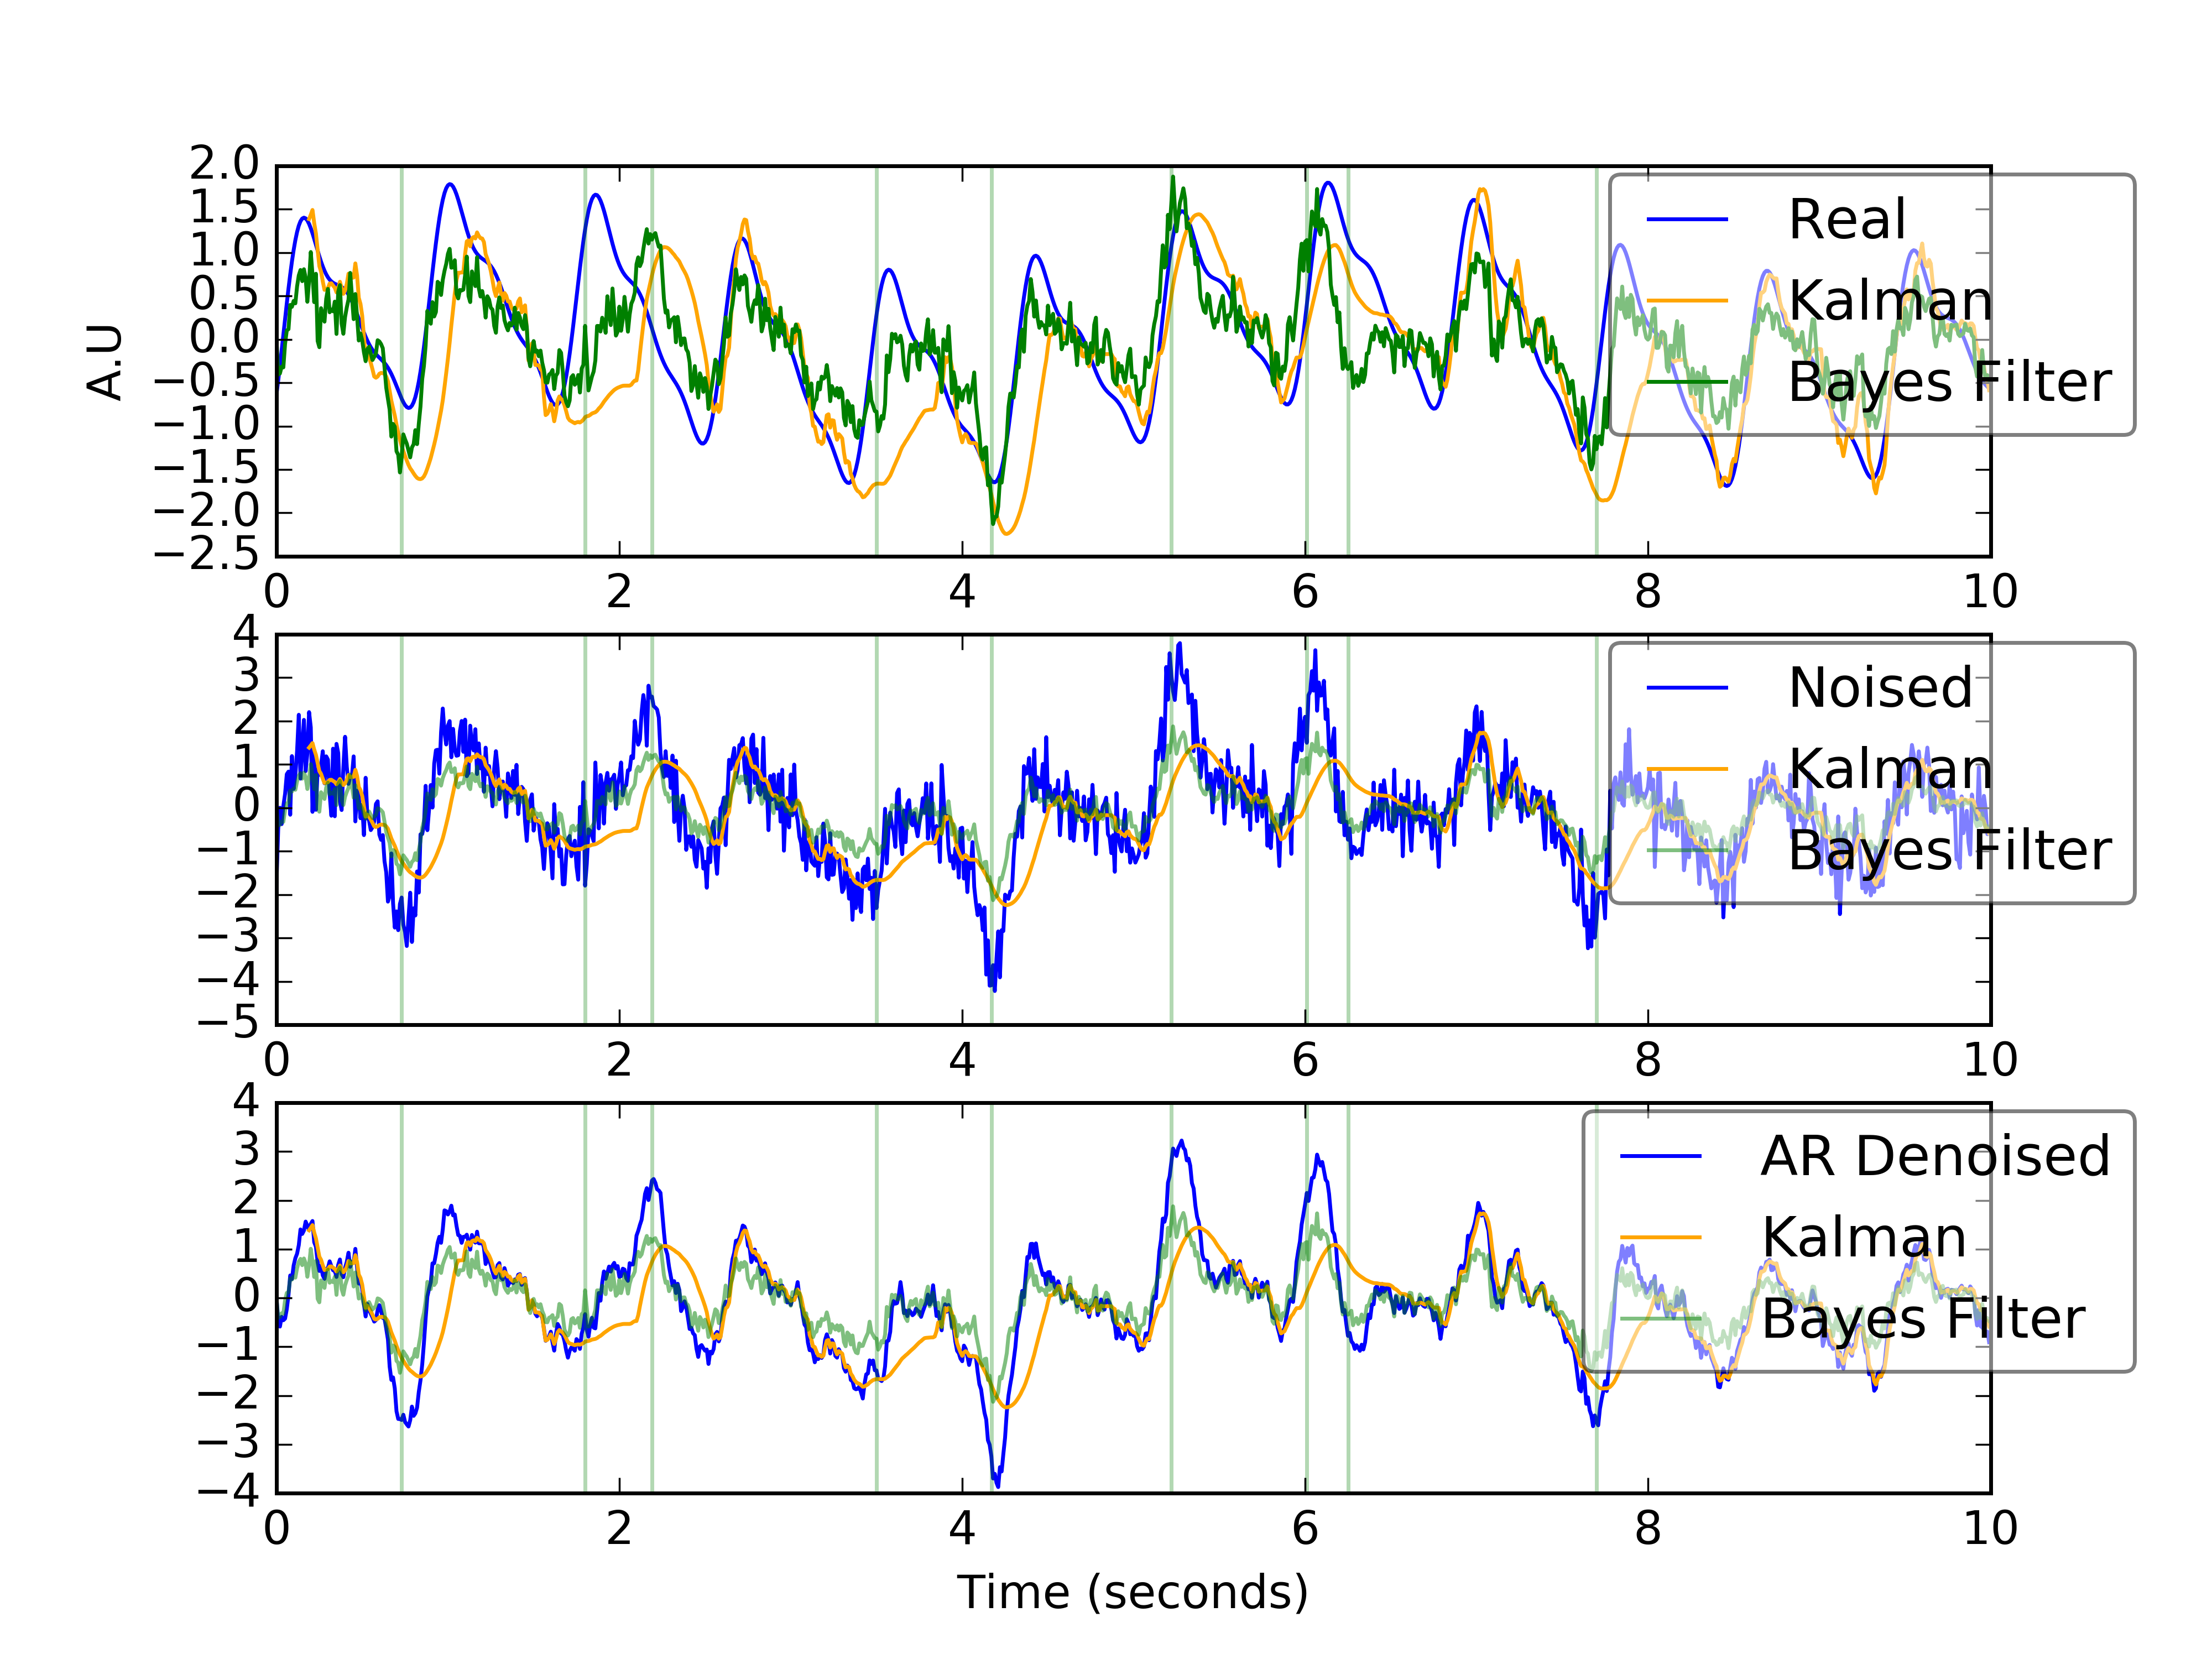 A.U
2.0
1.5
1.0
0.5
0.0
−0.5
−1.0
−1.5
−2.0
−2.5
0 2 4 6 8 10
Real
Kalman
Bayes Filter
4
3
2
1
0
−1
−2
−3
−4
−5
0 2 4 6 8 10
Noised
Kalman
Bayes Filter
4
3
2
1
0
−1
−2
−3
−4
0 2 4 6 8 10
AR Denoised
Kalman
Bayes Filter
Time (seconds)